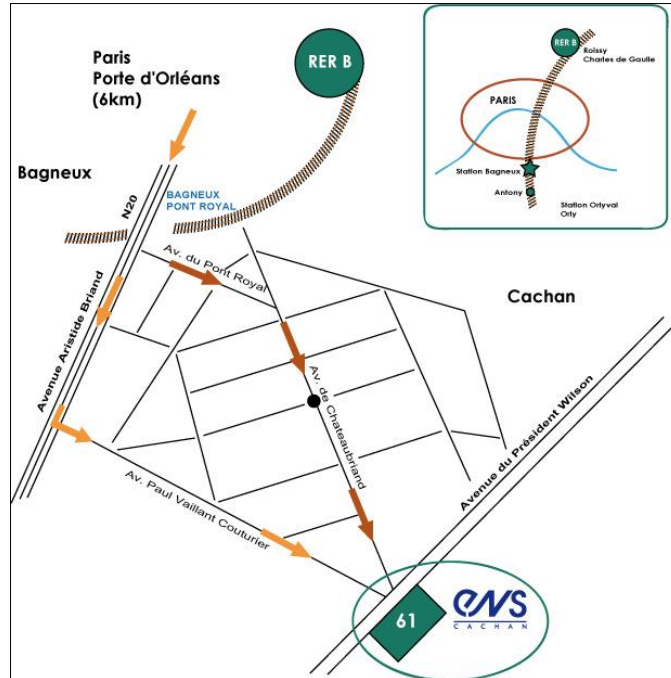 Paris
Porte d'Orléans
(6km)
RER B
RER B
Roissy
Charles de Gaulle
PARIS
Station Bagneux
Antony
Station Orlyval
Orly
Bagneux
N20
BAGNEUX
PONT ROYAL
Av. du Pont Royal
Cachan
Avenue Aristide Briand
Av. de Chateaubriand
Avenue du Président Wilson
Av. Paul Vaillant Couturier
61
ENS
CACHAN